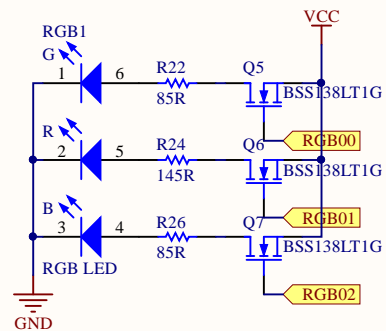 VCC
RGB1
G
1
6
R22
85R
Q5
BSS138LT1G
RGB00
R
2
5
R24
145R
Q6
BSS138LT1G
RGB01
B
3
4
R26
85R
Q7
BSS138LT1G
RGB02
RGB LED
GND